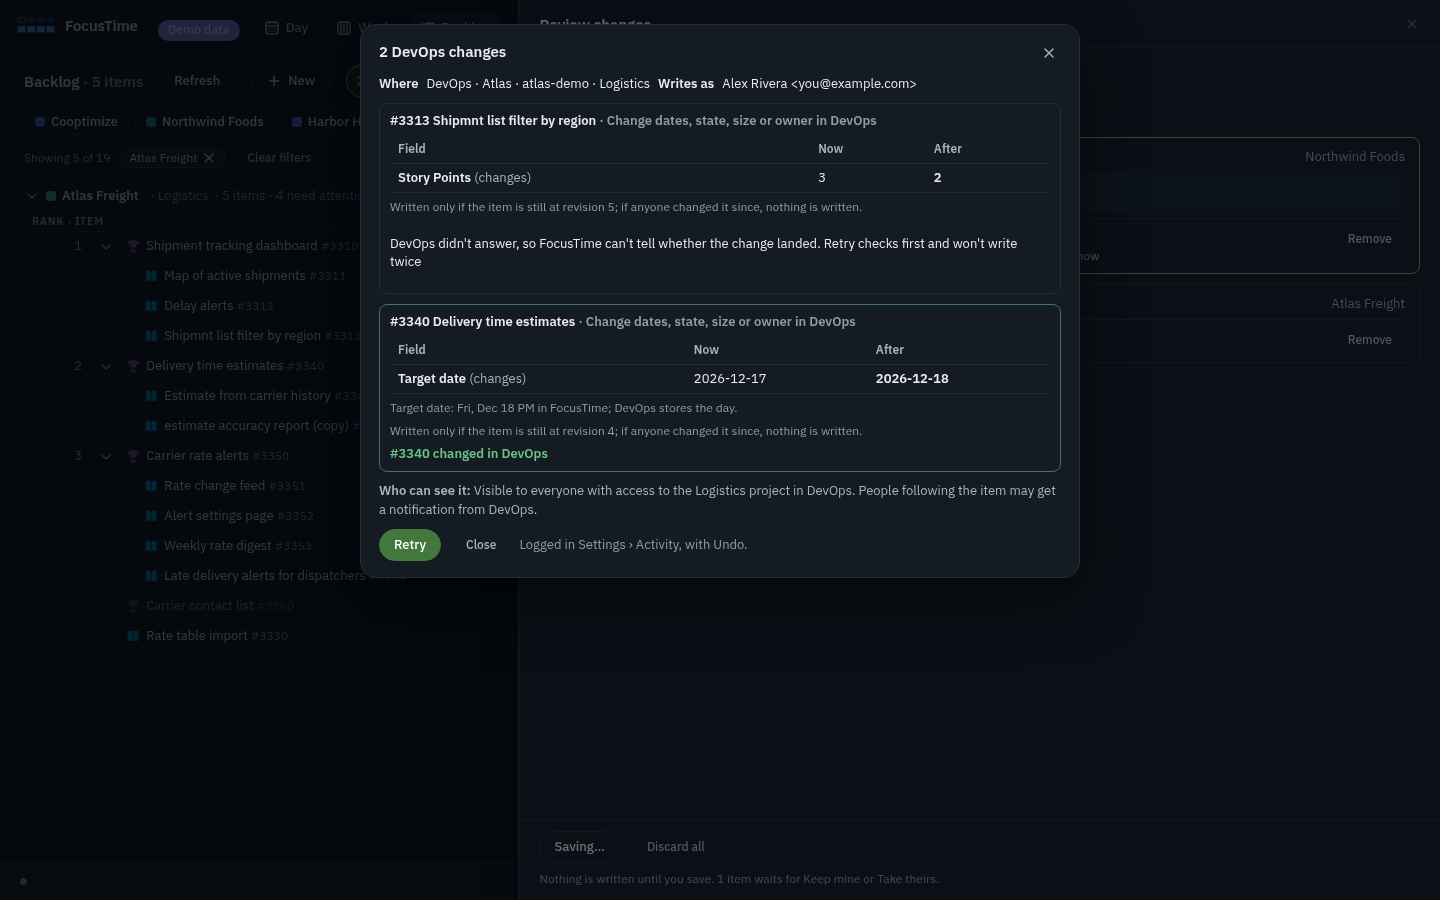 FocusTime
Demo data
Day
Review changes
Backlog · 5 items
Refresh
New
Cooptimize
Northwind Foods
Harbor H
Showing 5 of 19
Atlas Freight
Clear filters
Atlas Freight · Logistics · 5 items · 4 need attenti
RANK · ITEM
1 Shipment tracking dashboard #3310
Map of active shipments #3311
Delay alerts #3312
Shipmnt list filter by region #3313
2 Delivery time estimates #3340
Estimate from carrier history #334
estimate accuracy report (copy) #
3 Carrier rate alerts #3350
Rate change feed #3351
Alert settings page #3352
Weekly rate digest #3353
Late delivery alerts for dispatchers
Carrier contact list #3360
Rate table import #3330
2 DevOps changes
Where DevOps · Atlas · atlas-demo · Logistics Writes as Alex Rivera <you@example.com>
#3313 Shipmnt list filter by region · Change dates, state, size or owner in DevOps
Field Now After
Story Points (changes) 3 2
Written only if the item is still at revision 5; if anyone changed it since, nothing is written.
DevOps didn't answer, so FocusTime can't tell whether the change landed. Retry checks first and won't write
twice
#3340 Delivery time estimates · Change dates, state, size or owner in DevOps
Field Now After
Target date (changes) 2026-12-17 2026-12-18
Target date: Fri, Dec 18 PM in FocusTime; DevOps stores the day.
Written only if the item is still at revision 4; if anyone changed it since, nothing is written.
#3340 changed in DevOps
Who can see it: Visible to everyone with access to the Logistics project in DevOps. People following the item may get
a notification from DevOps.
Retry
Close
Logged in Settings › Activity, with Undo.
Northwind Foods
Remove
now
Atlas Freight
Remove
Saving...
Discard all
Nothing is written until you save. 1 item waits for Keep mine or Take theirs.